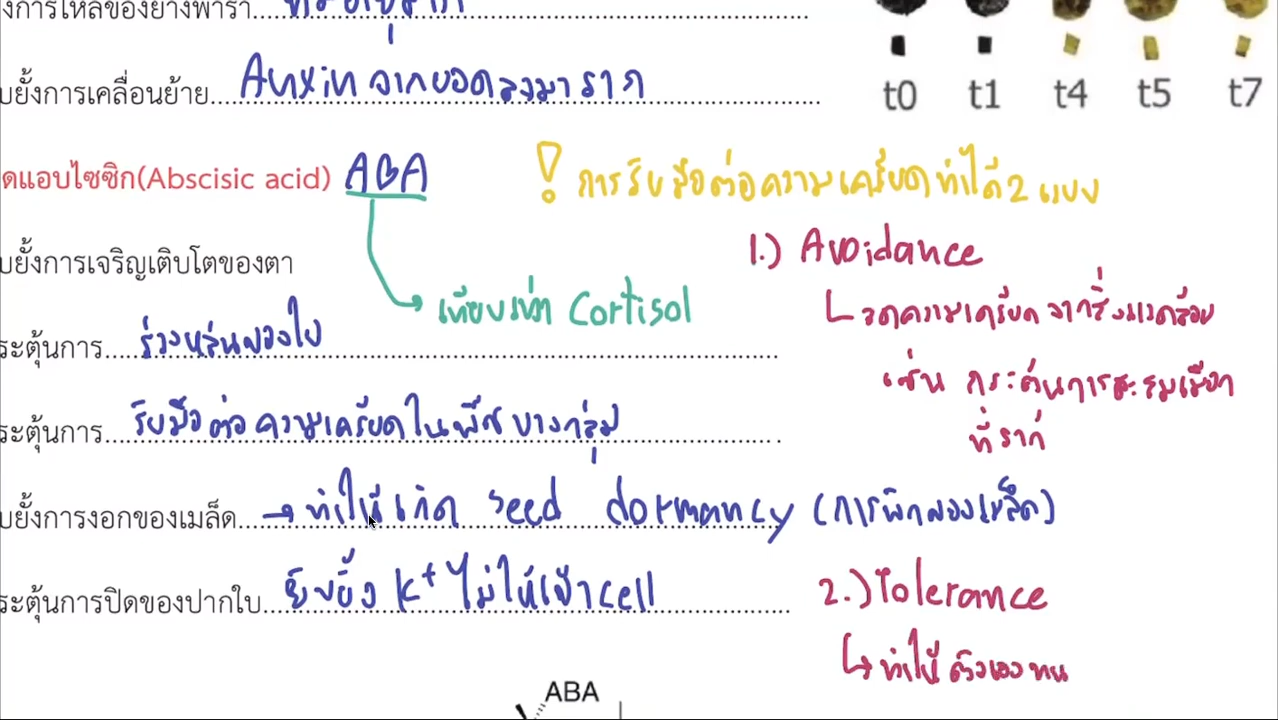 งการไหลของยางพารา
t0 t1 t4 t5 t7
บยั้งการเคลื่อนย้าย Auxin จากยอดลงมาราก
ดแอบไซซิก(Abscisic acid) ABA
! การรับมือต่อความเครียดทำได้ 2 แบบ
บยั้งการเจริญเติบโตของตา
1.) Avoidance
เทียบเท่า Cortisol
ลดความเครียดจากสิ่งแวดล้อม
ระตุ้นการ ร่วงหล่นของใบ
เช่น กระตุ้นการสะสมเมือก
ที่ราก
ระตุ้นการ รับมือต่อความเครียดในพืชบางกลุ่ม
บยั้งการงอกของเมล็ด → ทำให้เกิด seed dormancy (การพักของเมล็ด)
ระตุ้นการปิดของปากใบ ยับยั้ง K+ ไม่ให้เข้า cell
2.) Tolerance
ทำให้ตัวเองทน
ABA